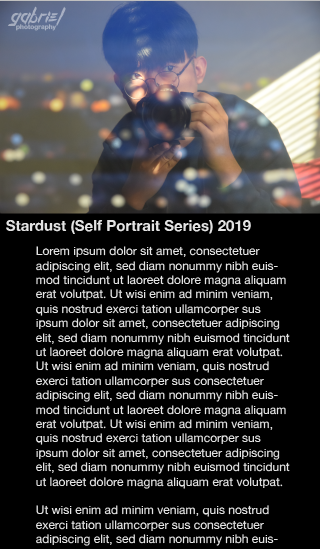 gabriel
photography
Stardust (Self Portrait Series) 2019
Lorem ipsum dolor sit amet, consectetuer
adipiscing elit, sed diam nonummy nibh euis-
mod tincidunt ut laoreet dolore magna aliquam
erat volutpat. Ut wisi enim ad minim veniam,
quis nostrud exerci tation ullamcorper sus
ipsum dolor sit amet, consectetuer adipiscing
elit, sed diam nonummy nibh euismod tincidunt
ut laoreet dolore magna aliquam erat volutpat.
Ut wisi enim ad minim veniam, quis nostrud
exerci tation ullamcorper sus
adipiscing elit, sed diam nonummy nibh euis-
mod tincidunt ut laoreet dolore magna aliquam
erat volutpat. Ut wisi enim ad minim veniam,
quis nostrud exerci tation ullamcorper sus
ipsum dolor sit amet, consectetuer adipiscing
elit, sed diam nonummy nibh euismod tincidunt
ut laoreet dolore magna aliquam erat volutpat.
Ut wisi enim ad minim veniam, quis nostrud
exerci tation ullamcorper sus
adipiscing elit, sed diam nonummy nibh euis-